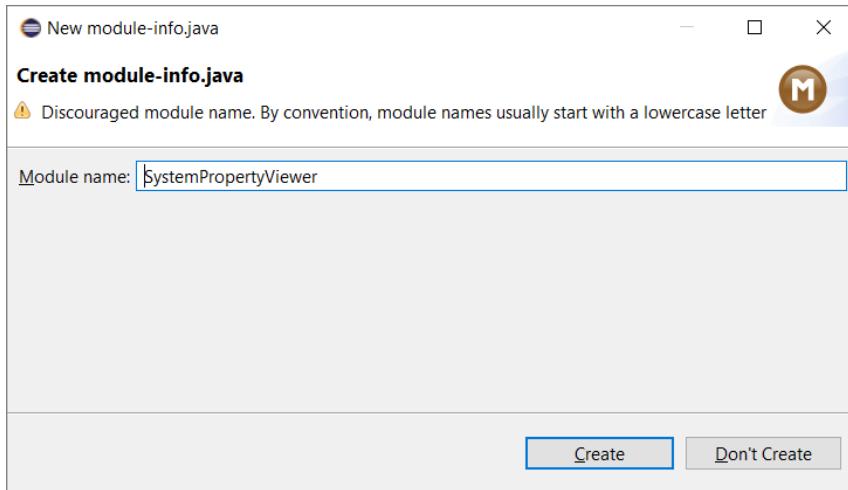 New module-info.java
Create module-info.java
Discouraged module name. By convention, module names usually start with a lowercase letter
M
Module name: SystemPropertyViewer
Create Don't Create